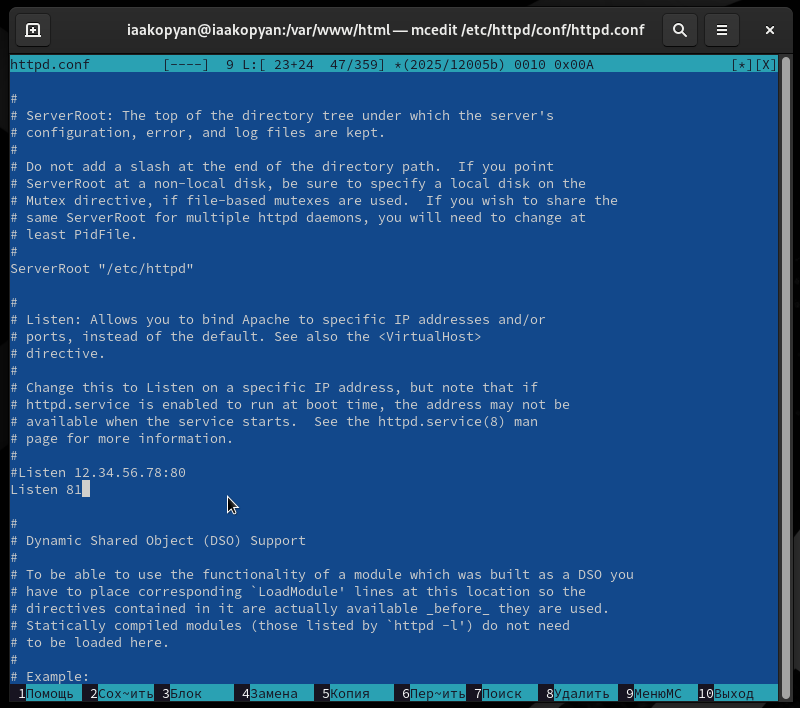 iaakopyan@iaakopyan:/var/www/html — mcedit /etc/httpd/conf/httpd.conf
httpd.conf         [----]  9 L:[ 23+24  47/359] *(2025/12005b) 0010 0x00A                 [*][X]
#
# ServerRoot: The top of the directory tree under which the server's
# configuration, error, and log files are kept.
#
# Do not add a slash at the end of the directory path.  If you point
# ServerRoot at a non-local disk, be sure to specify a local disk on the
# Mutex directive, if file-based mutexes are used.  If you wish to share the
# same ServerRoot for multiple httpd daemons, you will need to change at
# least PidFile.
#
ServerRoot "/etc/httpd"
#
# Listen: Allows you to bind Apache to specific IP addresses and/or
# ports, instead of the default. See also the <VirtualHost>
# directive.
#
# Change this to Listen on a specific IP address, but note that if
# httpd.service is enabled to run at boot time, the address may not be
# available when the service starts.  See the httpd.service(8) man
# page for more information.
#
#Listen 12.34.56.78:80
Listen 81
#
# Dynamic Shared Object (DSO) Support
#
# To be able to use the functionality of a module which was built as a DSO you
# have to place corresponding `LoadModule' lines at this location so the
# directives contained in it are actually available _before_ they are used.
# Statically compiled modules (those listed by `httpd -l') do not need
# to be loaded here.
#
# Example:
1Помощь 2Сох~ить 3Блок 4Замена 5Копия 6Пер~ить 7Поиск 8Удалить 9МенюMC 10Выход